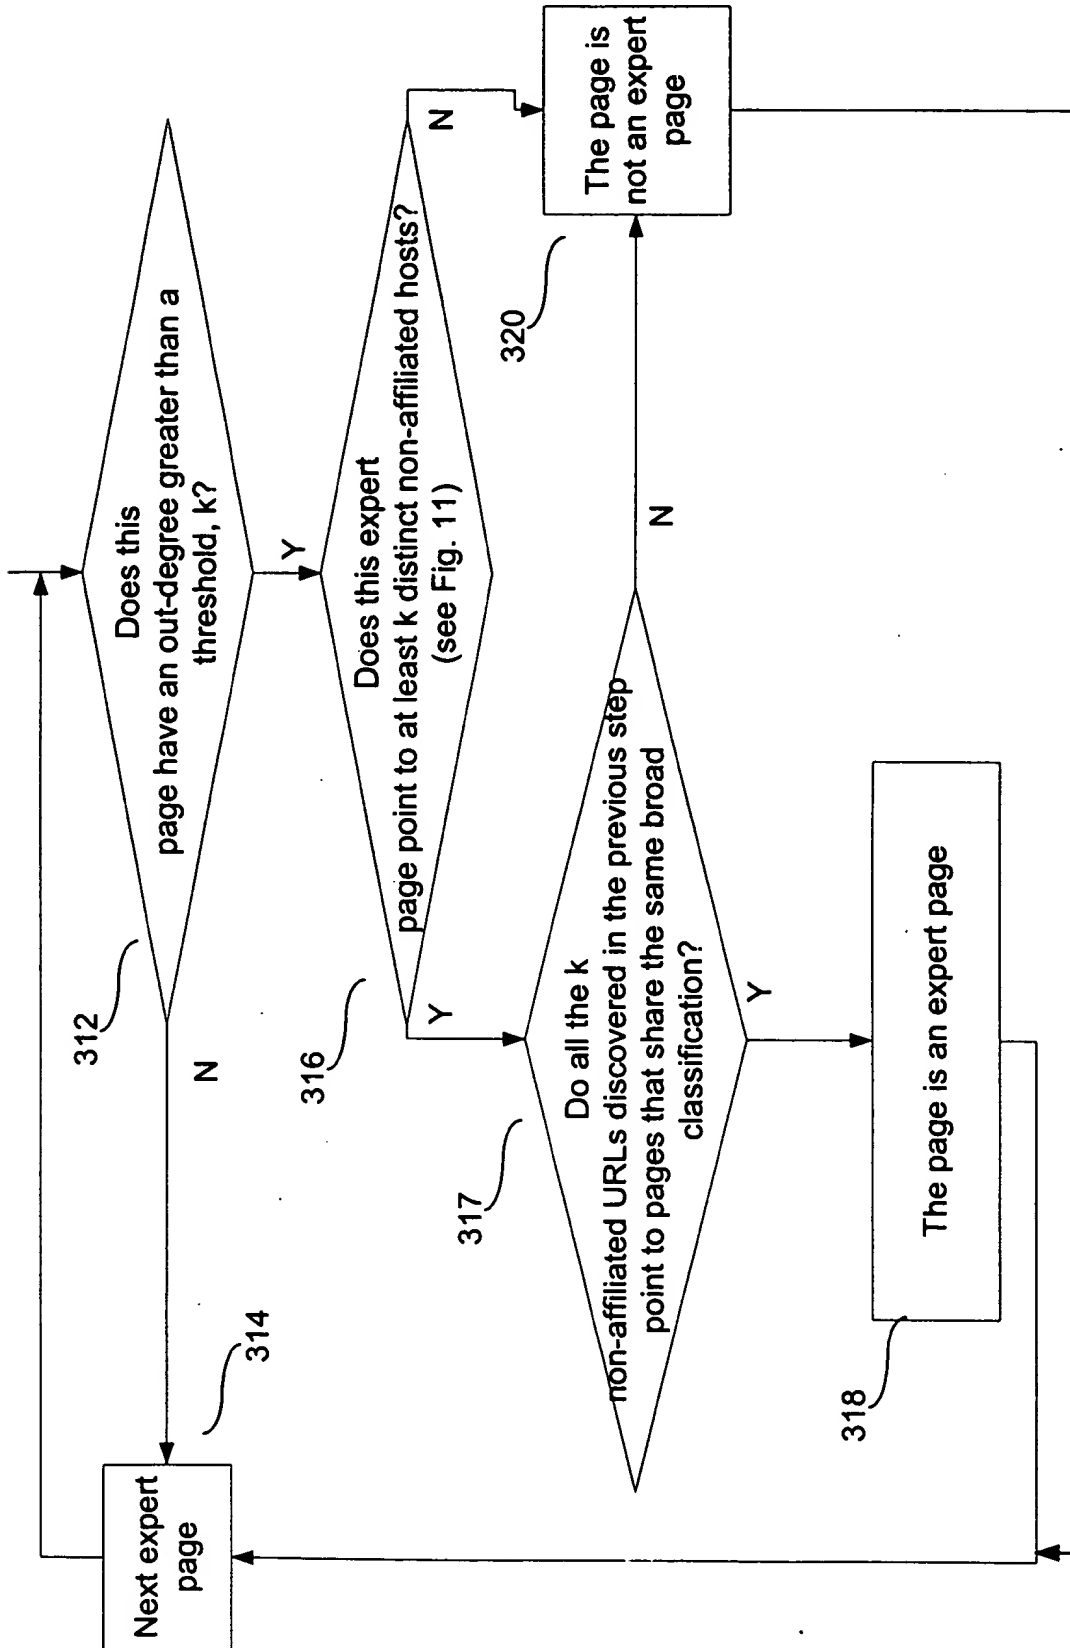 Does this
page have an out-degree greater than a
threshold, k?
312
N
Y
Next expert
page
314
Does this expert
page point to at least k distinct non-affiliated hosts?
(see Fig. 11)
316
Y
N
Do all the k
non-affiliated URLs discovered in the previous step
point to pages that share the same broad
classification?
317
N
Y
The page is
not an expert
page
320
The page is an expert page
318